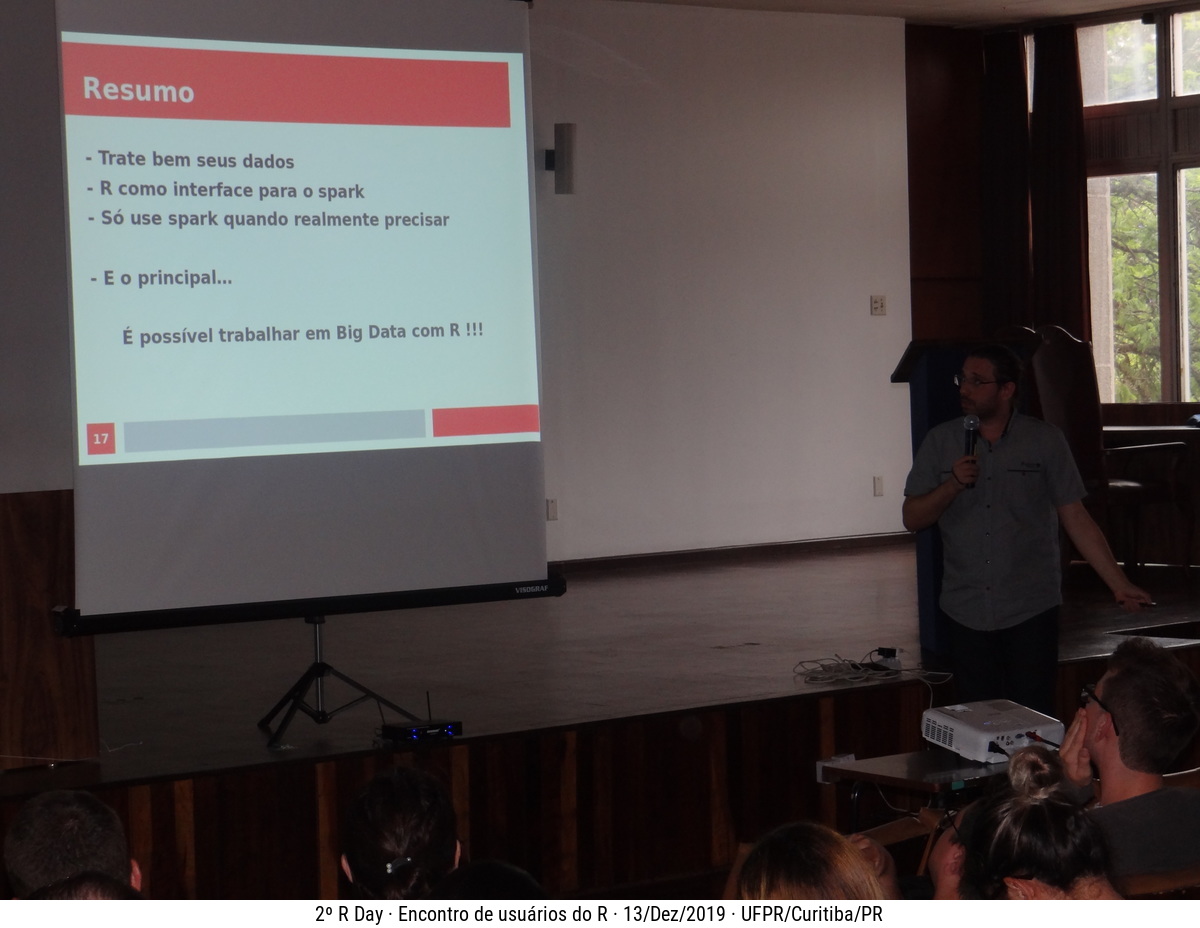 Resumo
- Trate bem seus dados
- R como interface para o spark
- Só use spark quando realmente precisar
- E o principal...
É possível trabalhar em Big Data com R !!!
17
VISOGRAF
2º R Day · Encontro de usuários do R · 13/Dez/2019 · UFPR/Curitiba/PR